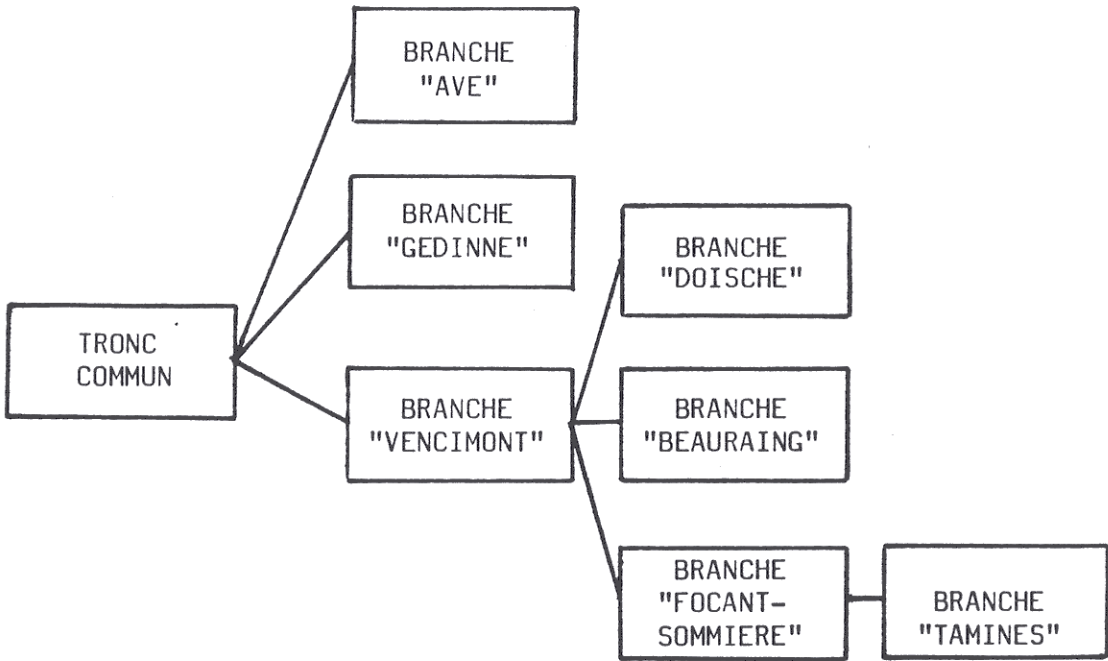 BRANCHE
"AVE"
BRANCHE
"GEDINNE"
BRANCHE
"DOISCHE"
TRONC
COMMUN
BRANCHE
"VENCIMONT"
BRANCHE
"BEAURAING"
BRANCHE
"FOCANT-
SOMMIERE"
BRANCHE
"TAMINES"